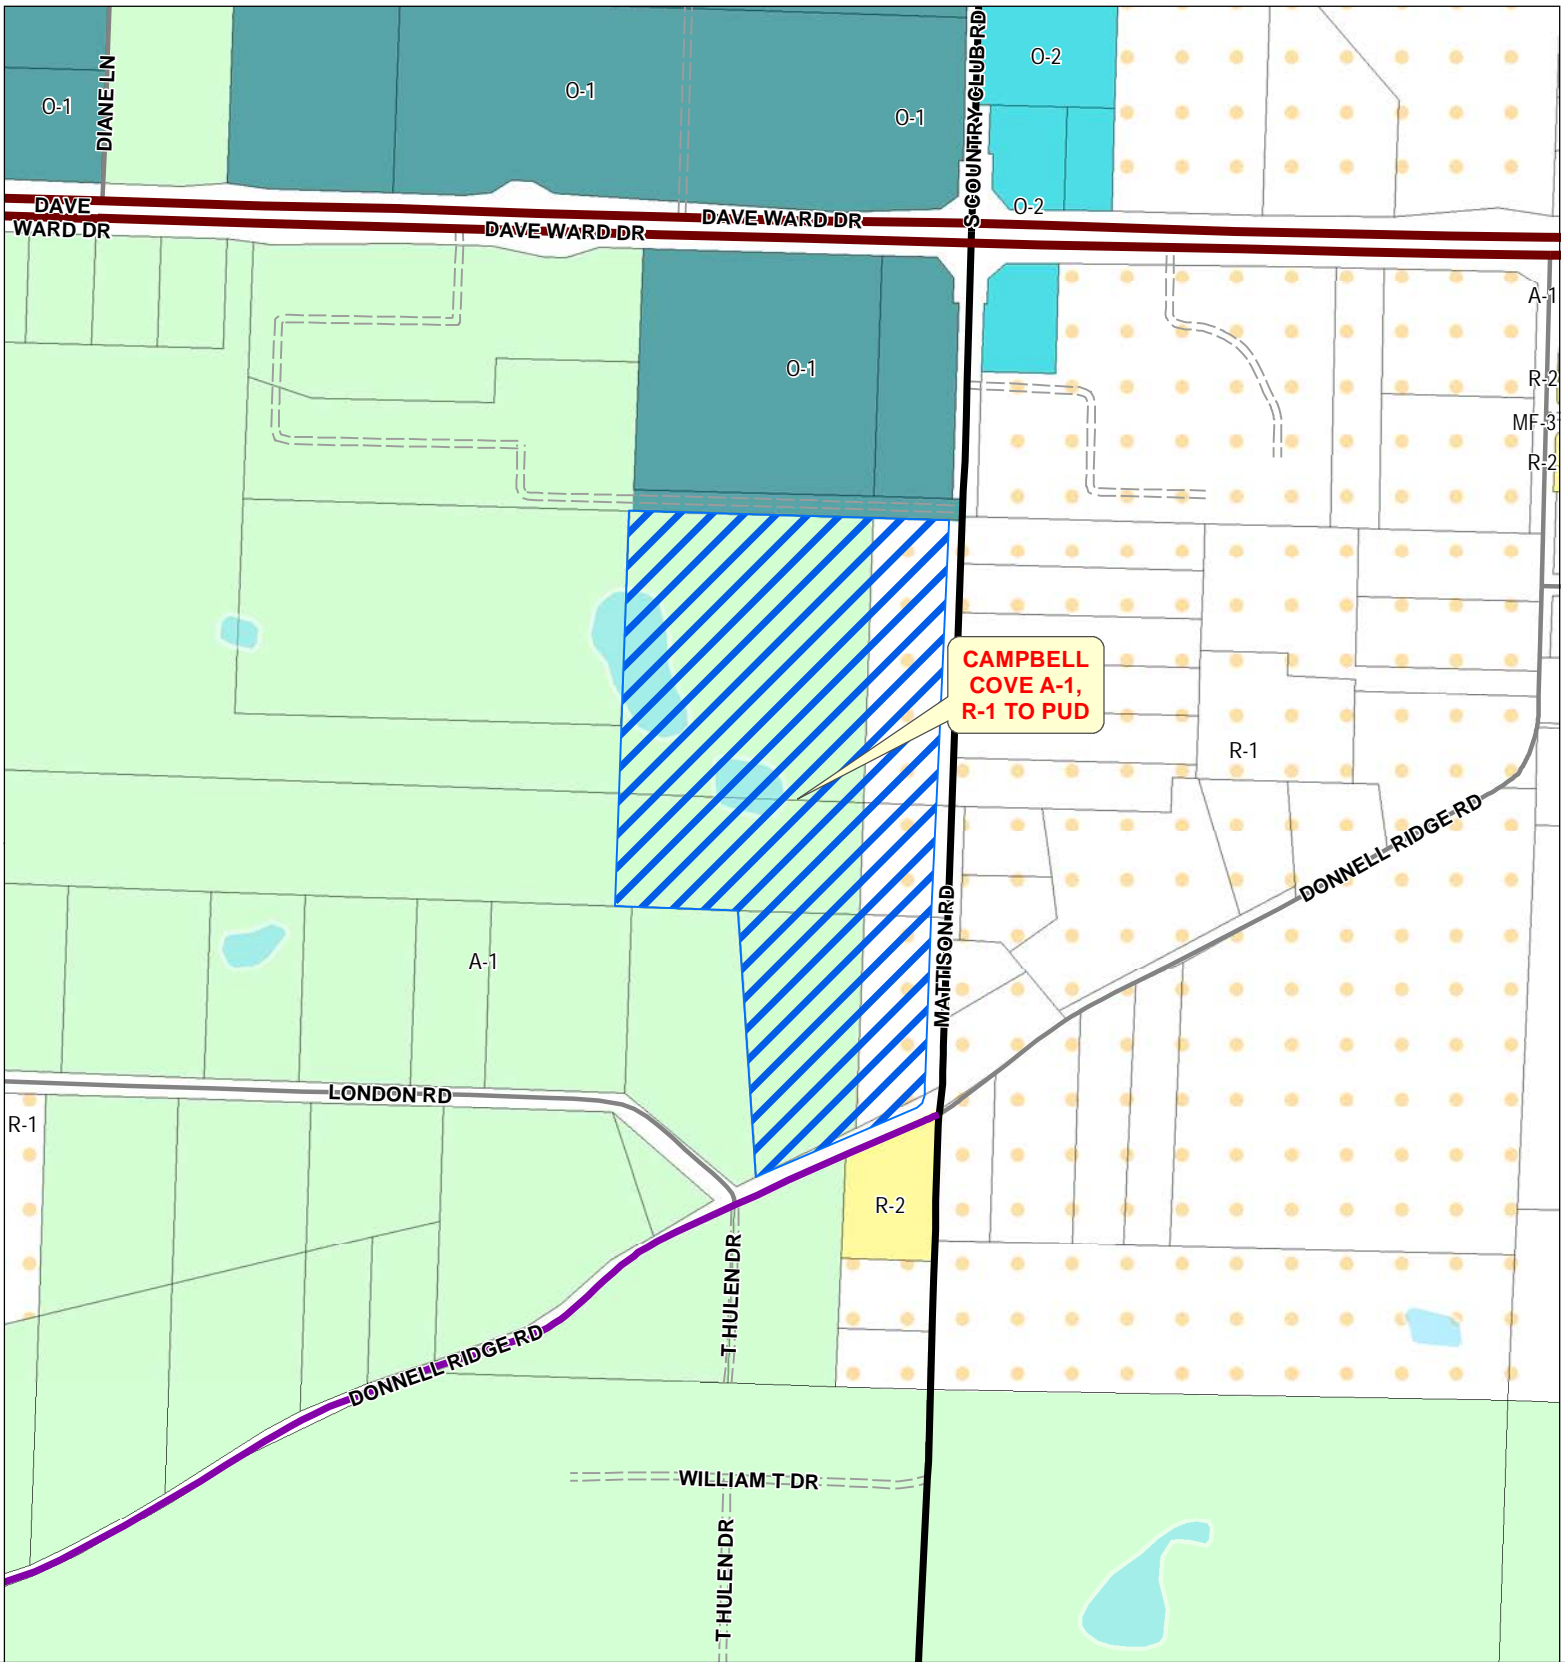 O-2
DIANE LN
O-1
O-1
O-1
S COUNTRY CLUB RD
O-2
DAVE
WARD DR
DAVE WARD DR
DAVE WARD DR
A-1
O-1
R-2
MF-3
R-2
CAMPBELL
COVE A-1,
R-1 TO PUD
R-1
DONNELL RIDGE RD
MATTISON RD
A-1
LONDON RD
R-1
R-2
T HULEN DR
DONNELL RIDGE RD
WILLIAM T DR
T HULEN DR